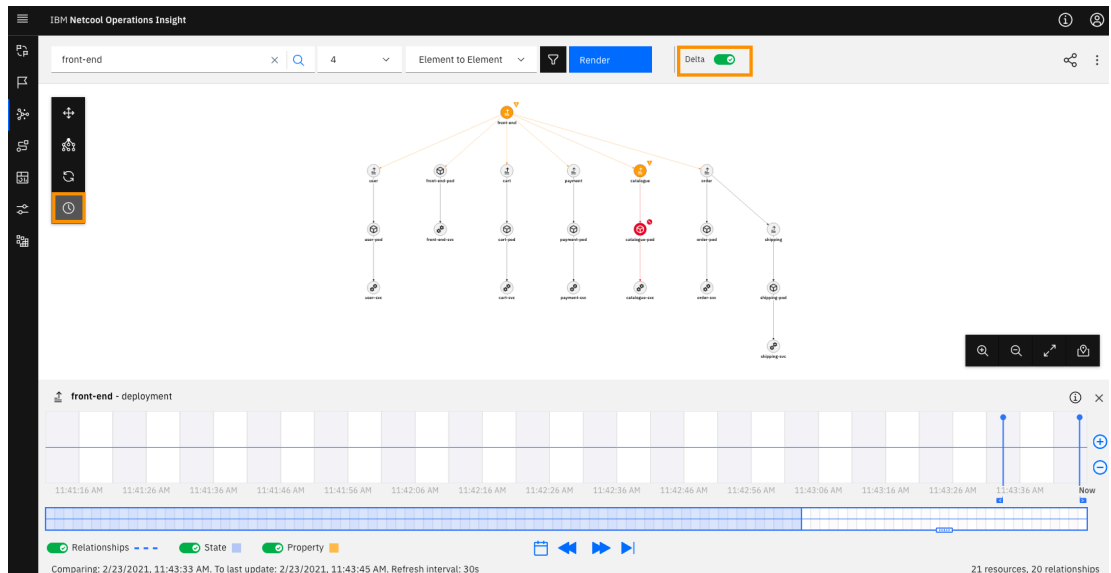 IBM Netcool Operations Insight
front-end
4
Element to Element
Render
Delta
front-end
user
front-end-pod
cart
payment
catalogue
order
user-pod
front-end-svc
cart-pod
payment-pod
catalogue-pod
order-pod
shipping
user-svc
cart-svc
payment-svc
catalogue-svc
order-svc
shipping-pod
shipping-svc
front-end - deployment
11:41:16 AM 11:41:26 AM 11:41:36 AM 11:41:46 AM 11:41:56 AM 11:42:06 AM 11:42:16 AM 11:42:26 AM 11:42:36 AM 11:42:46 AM 11:42:56 AM 11:43:06 AM 11:43:16 AM 11:43:26 AM 11:43:36 AM Now
Relationships State Property
Comparing: 2/23/2021, 11:43:33 AM. To last update: 2/23/2021, 11:43:45 AM. Refresh interval: 30s 21 resources, 20 relationships